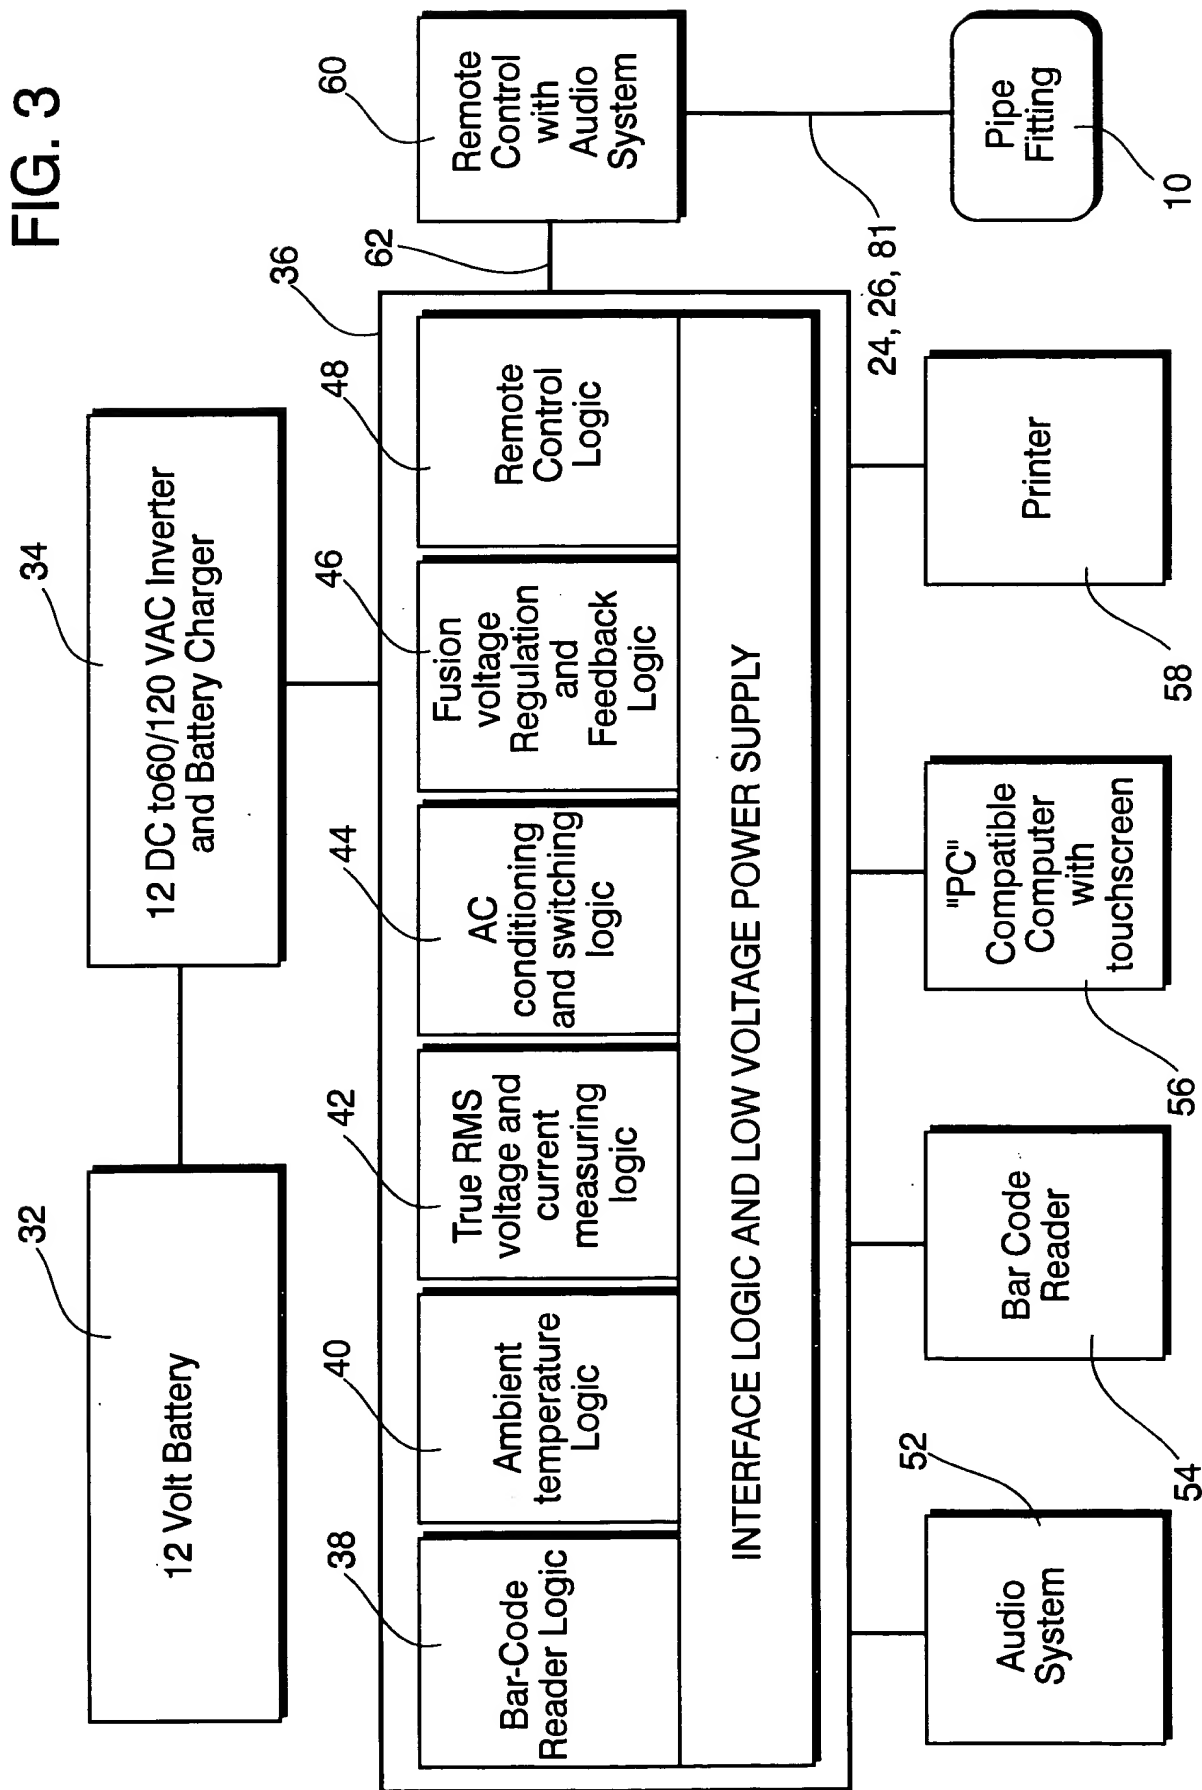 FIG. 3
32
12 Volt Battery
34
12 DC to60/120 VAC Inverter
and Battery Charger
36
38
Bar-Code
Reader Logic
40
Ambient
temperature
Logic
42
True RMS
voltage and
current
measuring
logic
44
AC
conditioning
and switching
logic
46
Fusion
voltage
Regulation
and
Feedback
Logic
48
Remote
Control
Logic
62
60
Remote
Control
with
Audio
System
INTERFACE LOGIC AND LOW VOLTAGE POWER SUPPLY
24, 26, 81
52
Audio
System
54
Bar Code
Reader
56
"PC"
Compatible
Computer
with
touchscreen
58
Printer
Pipe
Fitting
10